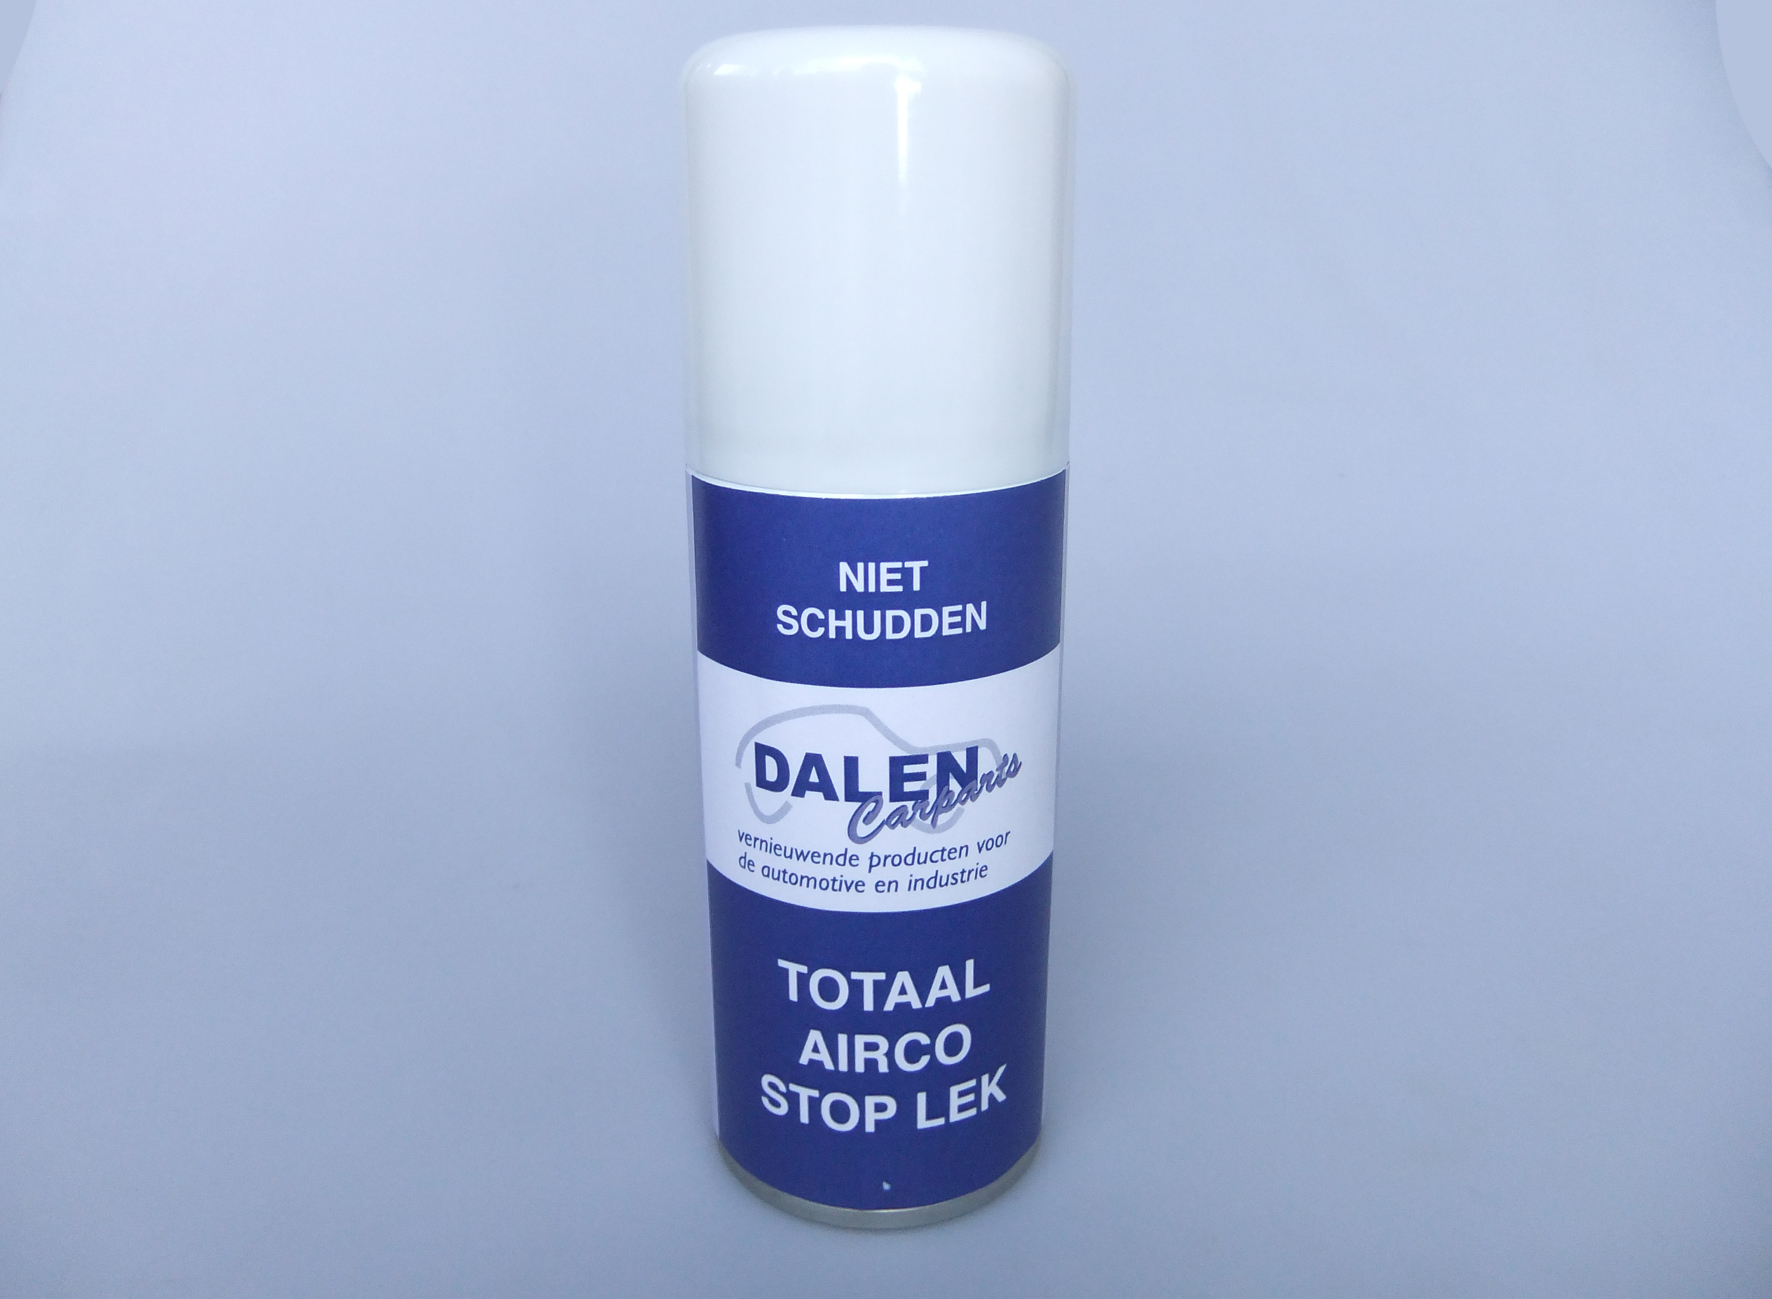 NIET
SCHUDDEN
DALEN
Carparts
vernieuwende producten voor
de automotive en industrie
TOTAAL
AIRCO
STOP LEK